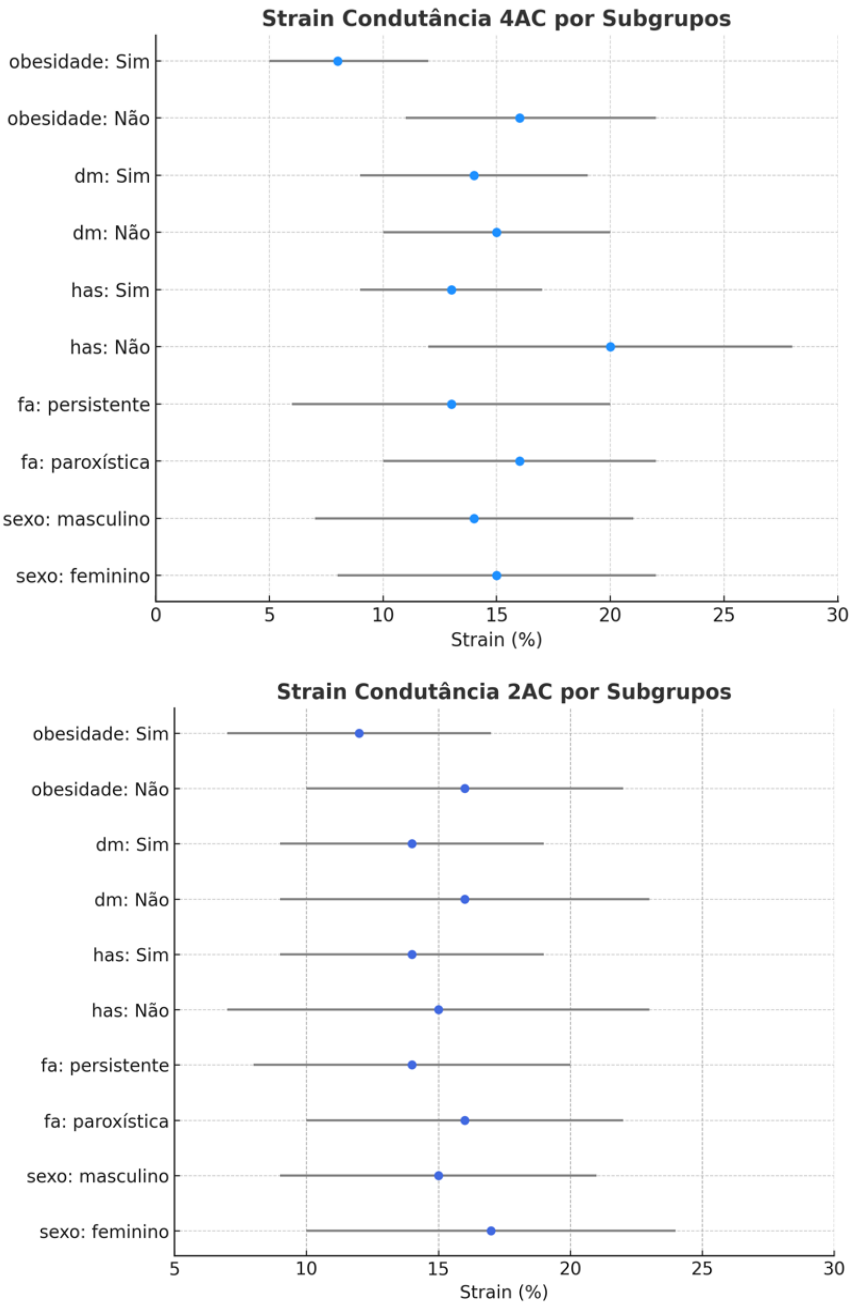 Strain Condutância 4AC por Subgrupos
obesidade: Sim
obesidade: Não
dm: Sim
dm: Não
has: Sim
has: Não
fa: persistente
fa: paroxística
sexo: masculino
sexo: feminino
0 5 10 15 20 25 30
Strain (%)
Strain Condutância 2AC por Subgrupos
obesidade: Sim
obesidade: Não
dm: Sim
dm: Não
has: Sim
has: Não
fa: persistente
fa: paroxística
sexo: masculino
sexo: feminino
5 10 15 20 25 30
Strain (%)